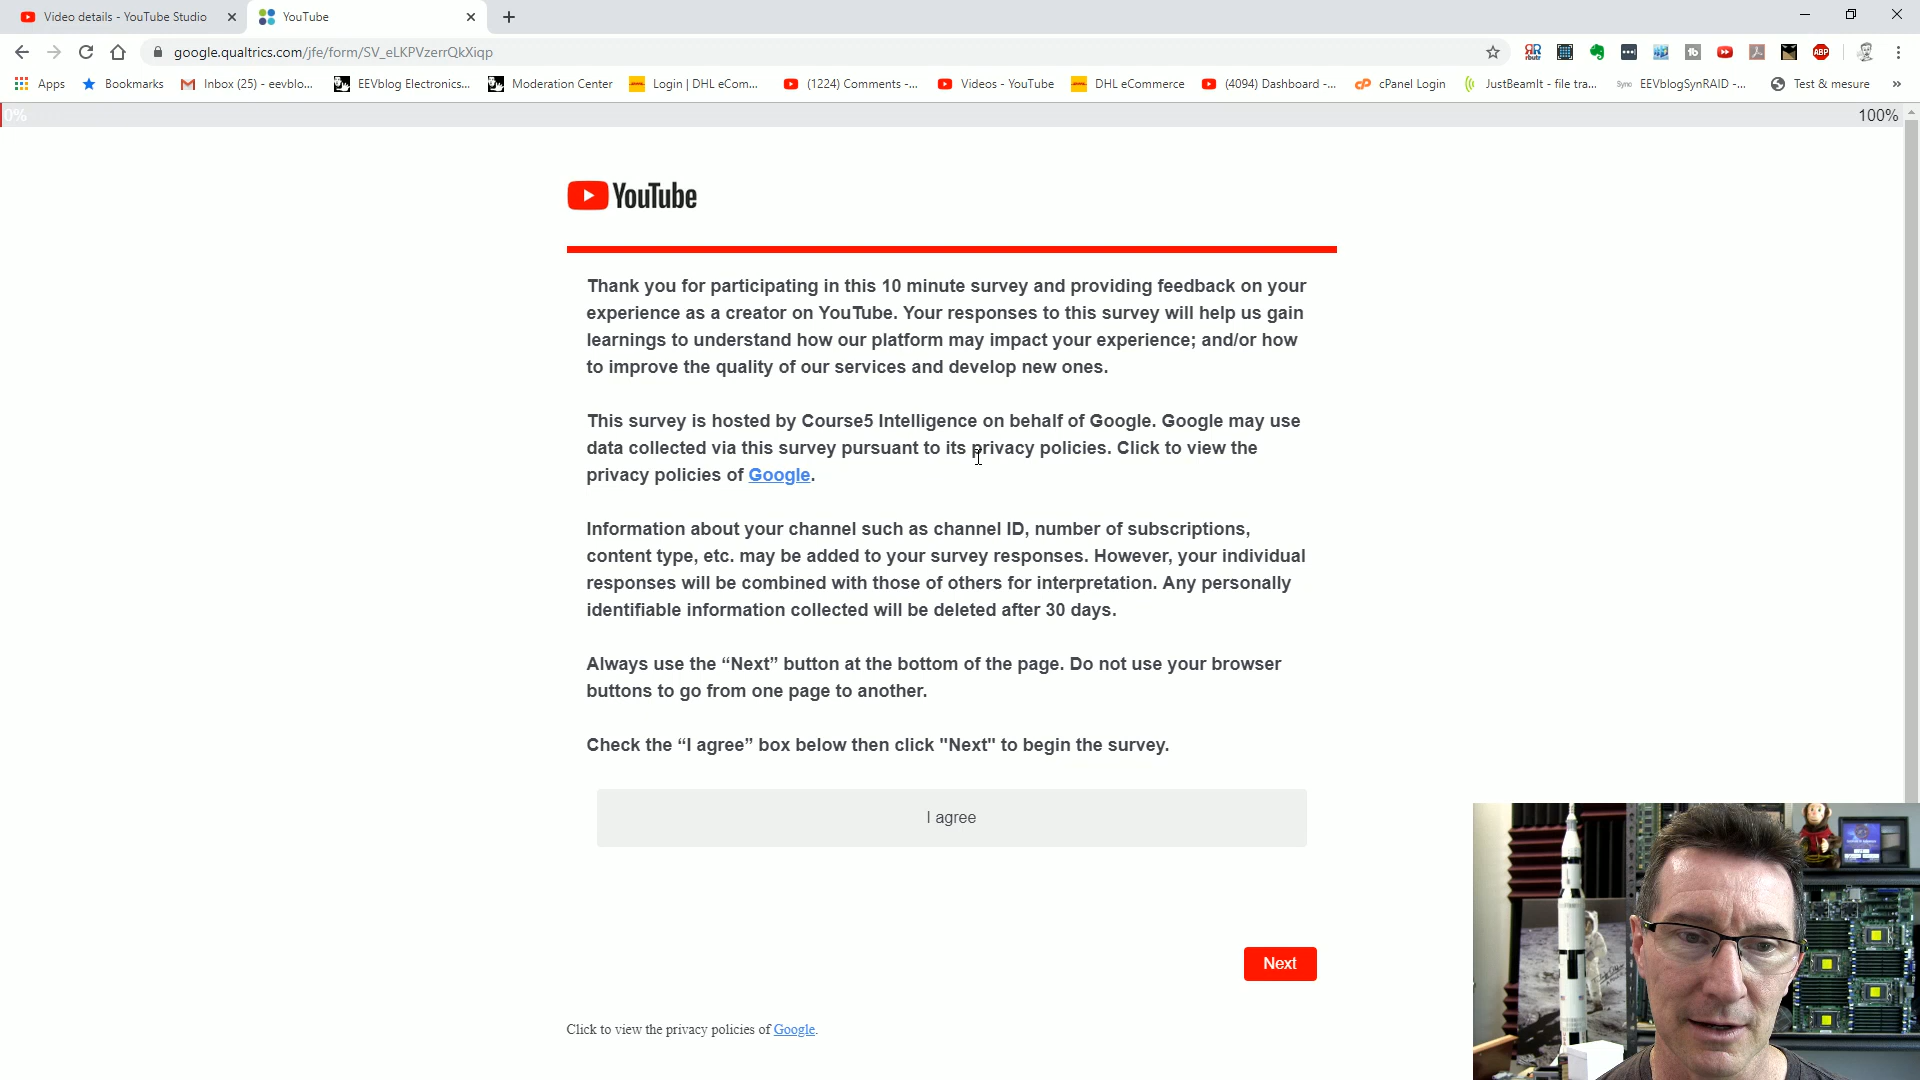 Video details - YouTube Studio
YouTube
google.qualtrics.com/jfe/form/SV_eLKPVzerrQkXiqp
Apps
Bookmarks
Inbox (25) - eevblo...
EEVblog Electronics...
Moderation Center
Login | DHL eCom...
(1224) Comments -...
Videos - YouTube
DHL eCommerce
(4094) Dashboard -...
cPanel Login
JustBeamIt - file tra...
EEVblogSynRAID -...
Test & mesure
»
0%
100%
YouTube
Thank you for participating in this 10 minute survey and providing feedback on your
experience as a creator on YouTube. Your responses to this survey will help us gain
learnings to understand how our platform may impact your experience; and/or how
to improve the quality of our services and develop new ones.
This survey is hosted by Course5 Intelligence on behalf of Google. Google may use
data collected via this survey pursuant to its privacy policies. Click to view the
privacy policies of Google.
Information about your channel such as channel ID, number of subscriptions,
content type, etc. may be added to your survey responses. However, your individual
responses will be combined with those of others for interpretation. Any personally
identifiable information collected will be deleted after 30 days.
Always use the “Next” button at the bottom of the page. Do not use your browser
buttons to go from one page to another.
Check the “I agree” box below then click "Next" to begin the survey.
I agree
Next
Click to view the privacy policies of Google.